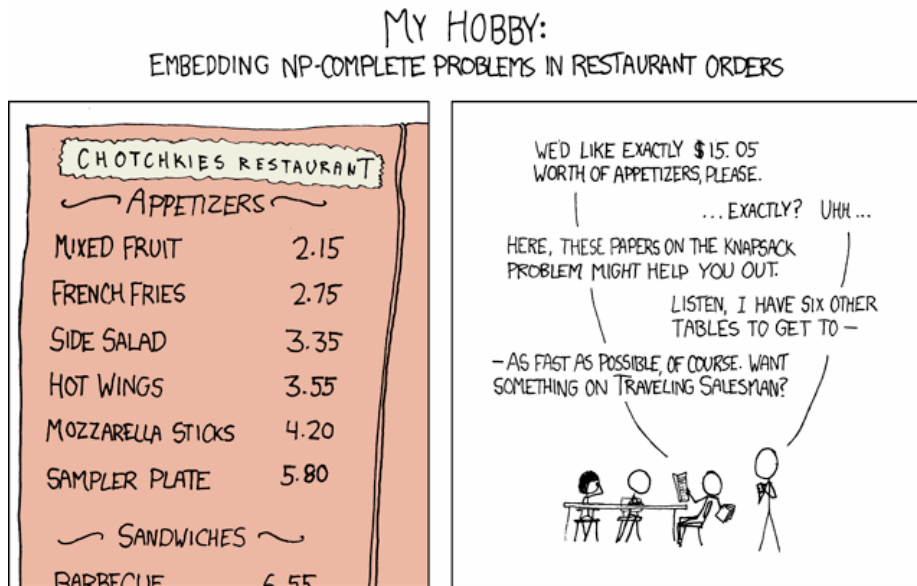 MY HOBBY:
EMBEDDING NP-COMPLETE PROBLEMS IN RESTAURANT ORDERS
CHOTCHKIES RESTAURANT
APPETIZERS
MIXED FRUIT 2.15
FRENCH FRIES 2.75
SIDE SALAD 3.35
HOT WINGS 3.55
MOZZARELLA STICKS 4.20
SAMPLER PLATE 5.80
SANDWICHES
BARBECUE 6.55
WE'D LIKE EXACTLY $15.05
WORTH OF APPETIZERS, PLEASE.
...EXACTLY? UHH...
HERE, THESE PAPERS ON THE KNAPSACK
PROBLEM MIGHT HELP YOU OUT.
LISTEN, I HAVE SIX OTHER
TABLES TO GET TO —
—AS FAST AS POSSIBLE, OF COURSE. WANT
SOMETHING ON TRAVELING SALESMAN?